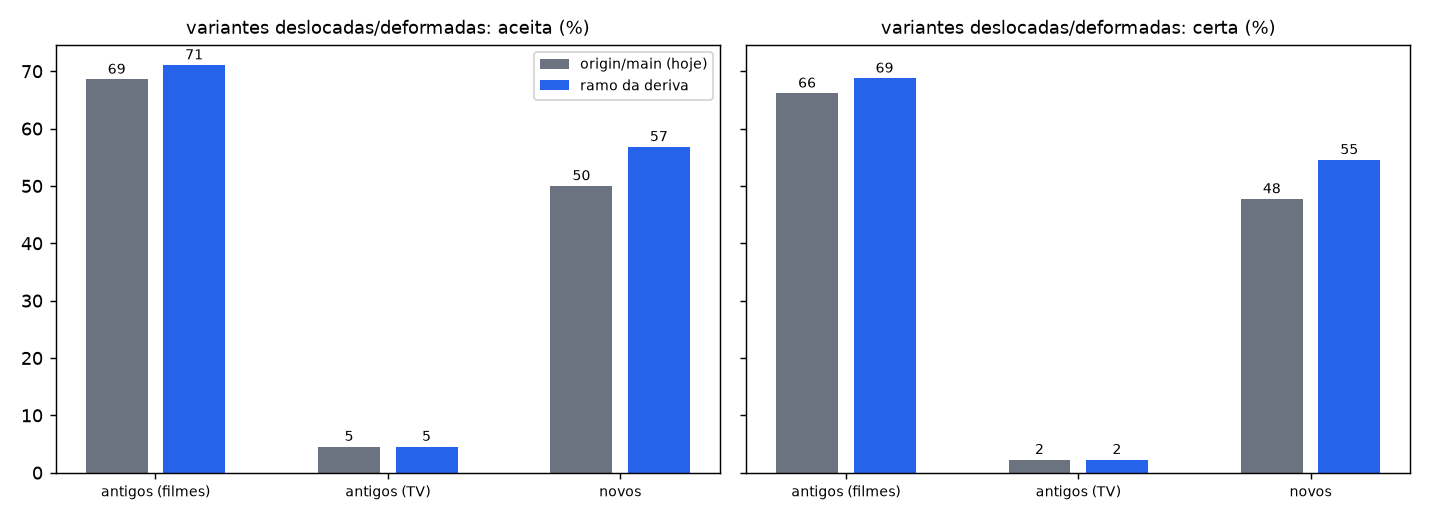 variantes deslocadas/deformadas: aceita (%)
origin/main (hoje)
ramo da deriva
70
60
50
40
30
20
10
0
69
71
5
5
50
57
antigos (filmes)
antigos (TV)
novos
variantes deslocadas/deformadas: certa (%)
66
69
2
2
48
55
antigos (filmes)
antigos (TV)
novos